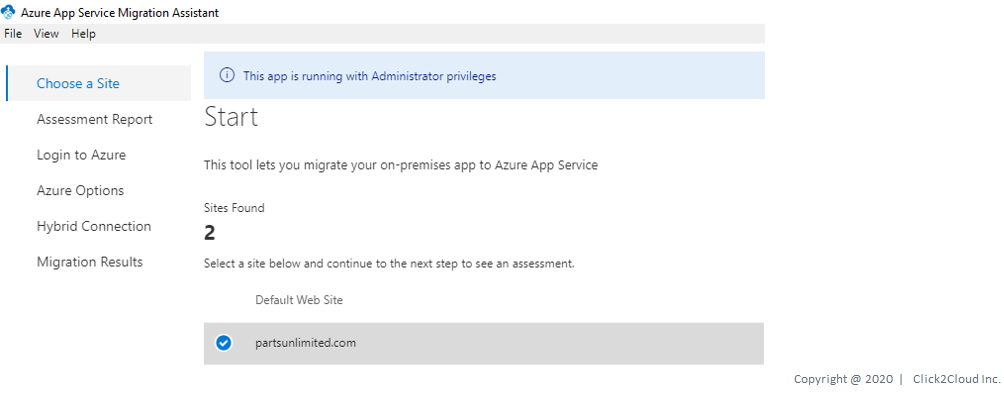 Azure App Service Migration Assistant
File View Help
Choose a Site
Assessment Report
Login to Azure
Azure Options
Hybrid Connection
Migration Results
This app is running with Administrator privileges
Start
This tool lets you migrate your on-premises app to Azure App Service
Sites Found
2
Select a site below and continue to the next step to see an assessment.
Default Web Site
partsunlimited.com
Copyright @ 2020 | Click2Cloud Inc.